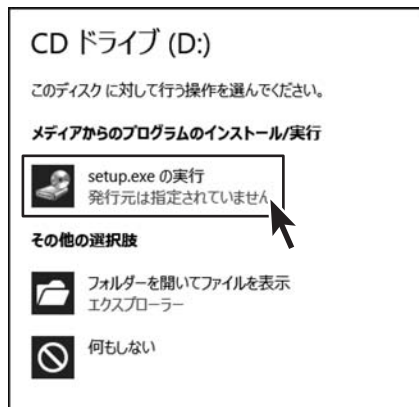 CD ドライブ (D:)
このディスク に対して行う操作を選んでください。
メディアからのプログラムのインストール/実行
setup.exe の実行
発行元は指定されていません
その他の選択肢
フォルダーを開いてファイルを表示
エクスプローラー
何もしない